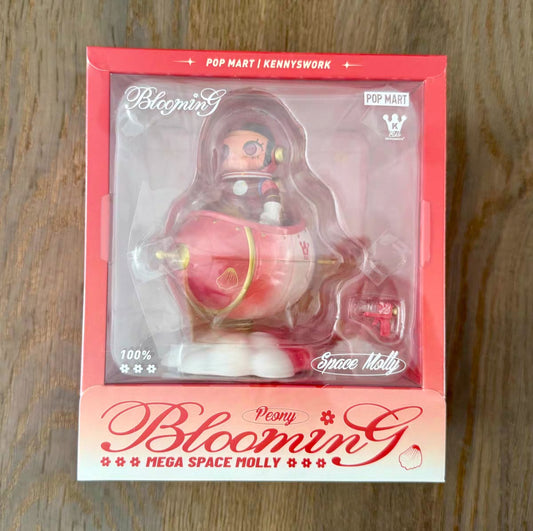 POP MART | KENNYSWORK
BloominG
POP MART
K
100%
Space Molly
Peony
BloominG
MEGA SPACE MOLLY